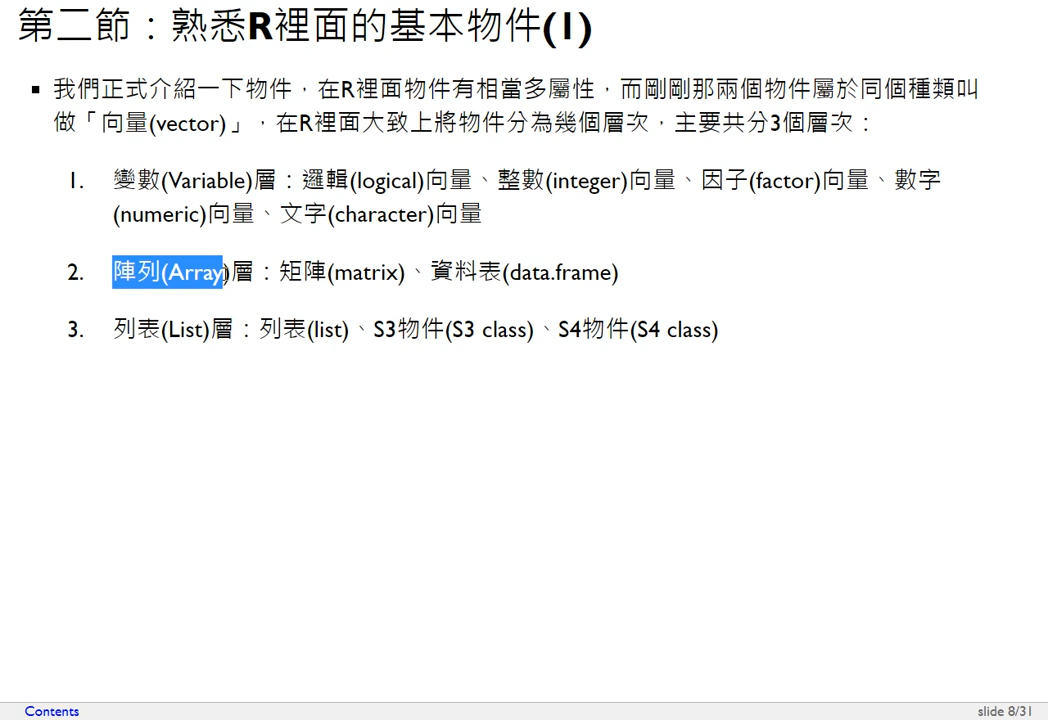 第二節：熟悉R裡面的基本物件(1)
▪ 我們正式介紹一下物件，在R裡面物件有相當多屬性，而剛剛那兩個物件屬於同個種類叫
做「向量(vector)」，在R裡面大致上將物件分為幾個層次，主要共分3個層次：
1. 變數(Variable)層：邏輯(logical)向量、整數(integer)向量、因子(factor)向量、數字
(numeric)向量、文字(character)向量
2. 陣列(Array)層：矩陣(matrix)、資料表(data.frame)
3. 列表(List)層：列表(list)、S3物件(S3 class)、S4物件(S4 class)
Contents
slide 8/31